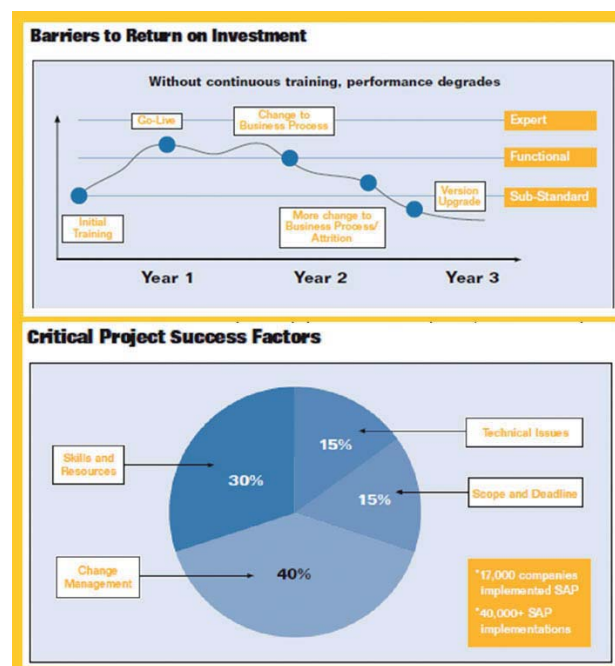 Barriers to Return on Investment
Without continuous training, performance degrades
Go-Live
Change to
Business Process
Expert
Functional
Version
Upgrade
Sub-Standard
Initial
Training
More change to
Business Process/
Attrition
Year 1
Year 2
Year 3
Critical Project Success Factors
Skills and
Resources
30%
15%
Technical Issues
15%
Scope and Deadline
Change
Management
40%
*17,000 companies
implemented SAP
*40,000+ SAP
implementations